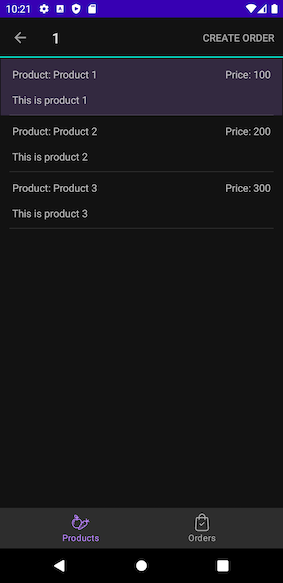 10:21
1 CREATE ORDER
Product: Product 1 Price: 100
This is product 1
Product: Product 2 Price: 200
This is product 2
Product: Product 3 Price: 300
This is product 3
Products Orders